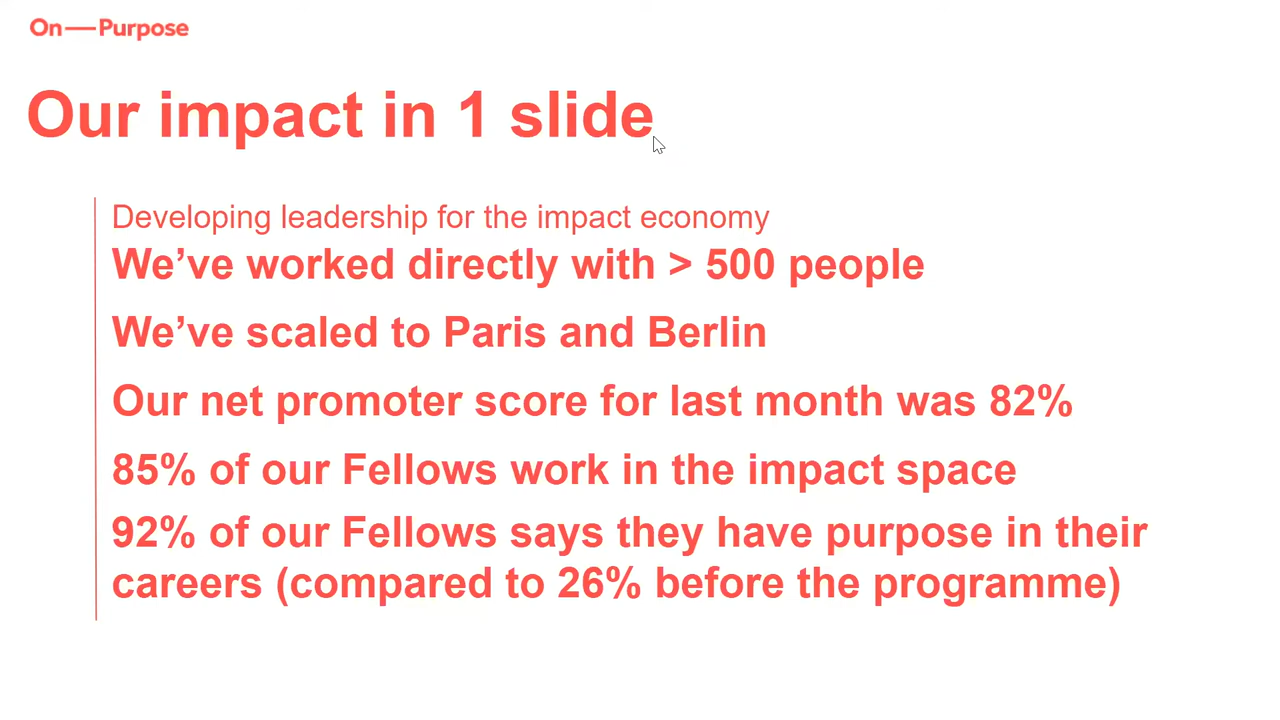 On—Purpose
Our impact in 1 slide
Developing leadership for the impact economy
We’ve worked directly with > 500 people
We’ve scaled to Paris and Berlin
Our net promoter score for last month was 82%
85% of our Fellows work in the impact space
92% of our Fellows says they have purpose in their
careers (compared to 26% before the programme)